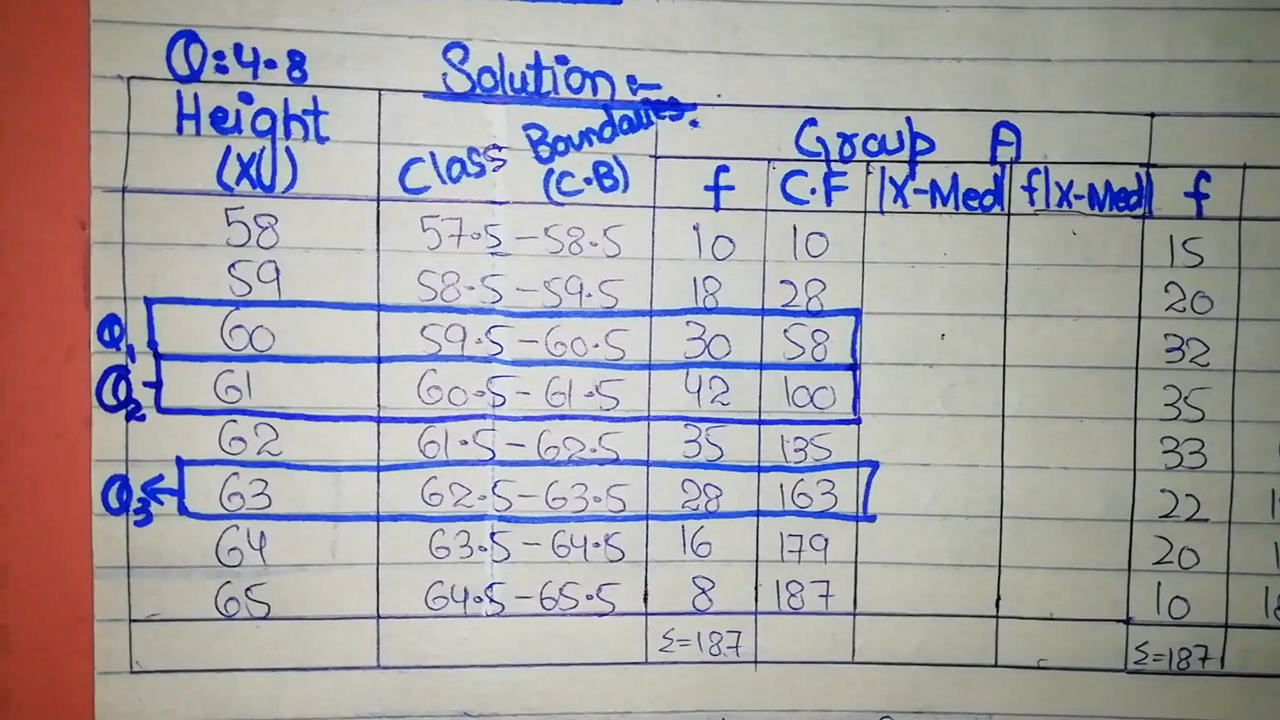 Q:4.8 Solution:-
Height (Xi) Class Boundaries (C.B) Group A
f C.F |X-Med| f|X-Med| f
58 57.5-58.5 10 10 15
59 58.5-59.5 18 28 20
Q1 60 59.5-60.5 30 58 32
Q2 61 60.5-61.5 42 100 35
62 61.5-62.5 35 135 33
Q3 63 62.5-63.5 28 163 22
64 63.5-64.5 16 179 20
65 64.5-65.5 8 187 10
Σ=187 Σ=187